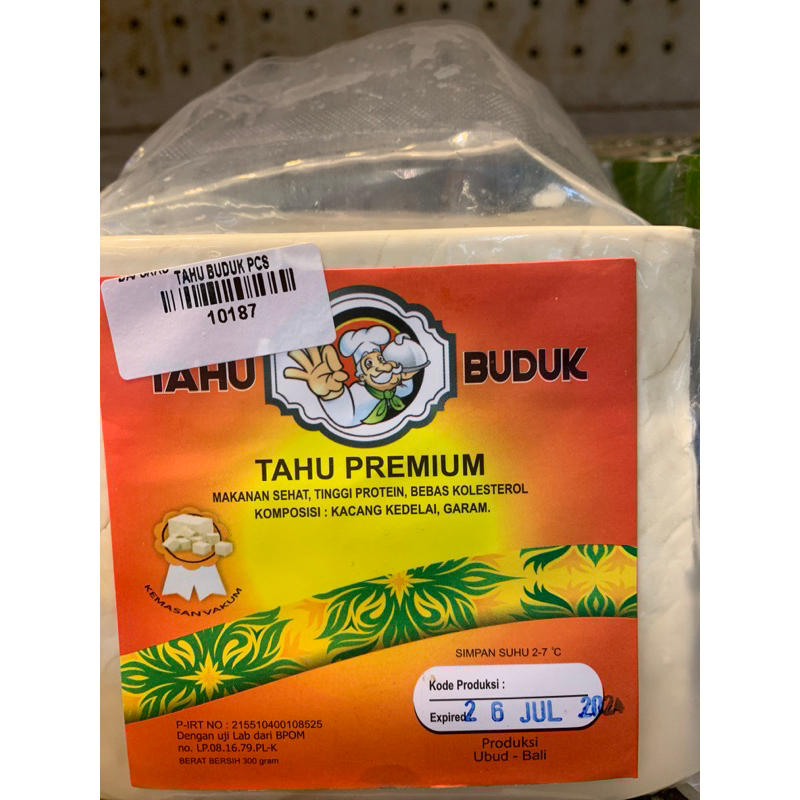 TAHU BUDUK PCS
10187
TAHU BUDUK
TAHU PREMIUM
MAKANAN SEHAT, TINGGI PROTEIN, BEBAS KOLESTEROL
KOMPOSISI : KACANG KEDELAI, GARAM.
KEMASAN VAKUM
SIMPAN SUHU 2-7 °C
Kode Produksi :
Expired 26 JUL 2024
P-IRT NO : 215510400108525
Dengan uji Lab dari BPOM
no. LP.08.16.79.PL-K
BERAT BERSIH 300 gram
Produksi
Ubud - Bali